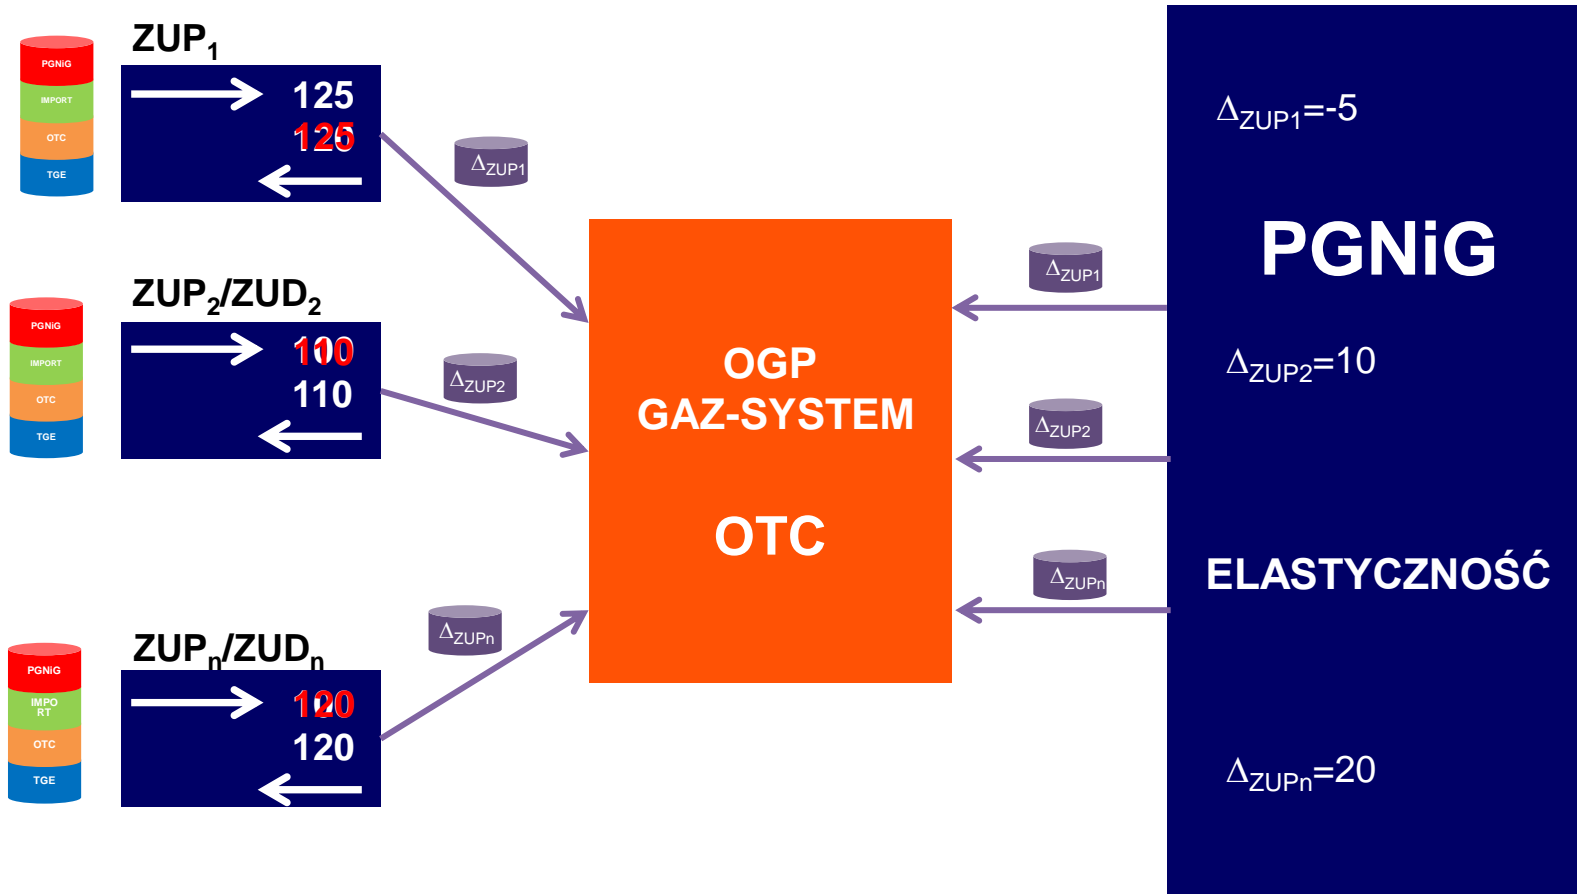 ZUP1
PGNiG
IMPORT
OTC
TGE
125
125
ΔZUP1
ZUP2/ZUD2
PGNiG
IMPORT
OTC
TGE
110
110
ΔZUP2
ZUPn/ZUDn
PGNiG
IMPO
RT
OTC
TGE
120
120
ΔZUPn
OGP
GAZ-SYSTEM
OTC
ΔZUP1
ΔZUP2
ΔZUPn
ΔZUP1=-5
PGNiG
ΔZUP2=10
ELASTYCZNOŚĆ
ΔZUPn=20